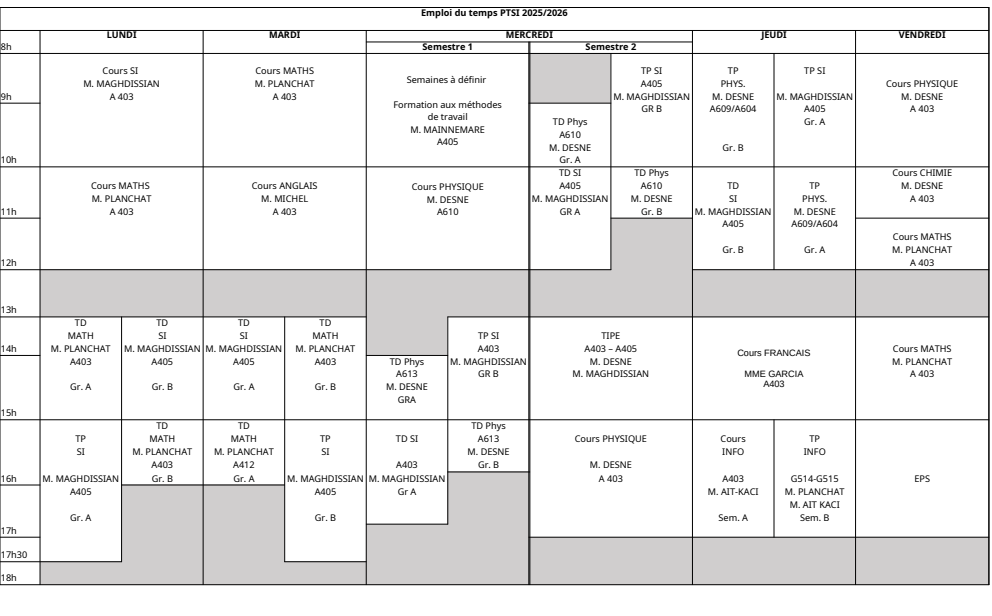 Emploi du temps PTSI 2025/2026
LUNDI
MARDI
MERCREDI
JEUDI
VENDREDI
8h
Semestre 1
Semestre 2
Cours SI
M. MAGHDISSIAN
A 403
Cours MATHS
M. PLANCHAT
A 403
Semaines à définir
Formation aux méthodes
de travail
M. MAINNEMARE
A405
TP SI
A405
M. MAGHDISSIAN
GR B
TP
PHYS.
M. DESNE
A609/A604
Gr. B
TP SI
M. MAGHDISSIAN
A405
Gr. A
Cours PHYSIQUE
M. DESNE
A 403
9h
TD Phys
A610
M. DESNE
Gr. A
10h
Cours MATHS
M. PLANCHAT
A 403
Cours ANGLAIS
M. MICHEL
A 403
Cours PHYSIQUE
M. DESNE
A610
TD SI
A405
M. MAGHDISSIAN
GR A
TD Phys
A610
M. DESNE
Gr. B
TD
SI
M. MAGHDISSIAN
A405
Gr. B
TP
PHYS.
M. DESNE
A609/A604
Gr. A
Cours CHIMIE
M. DESNE
A 403
11h
Cours MATHS
M. PLANCHAT
A 403
12h
13h
TD
MATH
M. PLANCHAT
A403
Gr. A
TD
SI
M. MAGHDISSIAN
A405
Gr. B
TD
SI
M. MAGHDISSIAN
A405
Gr. A
TD
MATH
M. PLANCHAT
A403
Gr. B
TP SI
A403
M. MAGHDISSIAN
GR B
TIPE
A403 – A405
M. DESNE
M. MAGHDISSIAN
Cours FRANCAIS
MME GARCIA
A403
Cours MATHS
M. PLANCHAT
A 403
14h
TD Phys
A613
M. DESNE
GRA
15h
TP
SI
M. MAGHDISSIAN
A405
Gr. A
TD
MATH
M. PLANCHAT
A403
Gr. B
TD
MATH
M. PLANCHAT
A412
Gr. A
TP
SI
M. MAGHDISSIAN
A405
Gr. B
TD SI
A403
M. MAGHDISSIAN
Gr A
TD Phys
A613
M. DESNE
Gr. B
Cours PHYSIQUE
M. DESNE
A 403
Cours
INFO
A403
M. AIT-KACI
Sem. A
TP
INFO
G514-G515
M. PLANCHAT
M. AIT KACI
Sem. B
EPS
16h
17h
17h30
18h